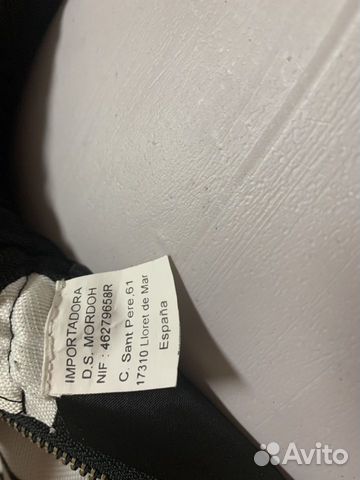 IMPORTADORA
D.S. MORDOH
NIF : 46279658R
C. Sant Pere,61
17310 Lloret de Mar
España
Avito